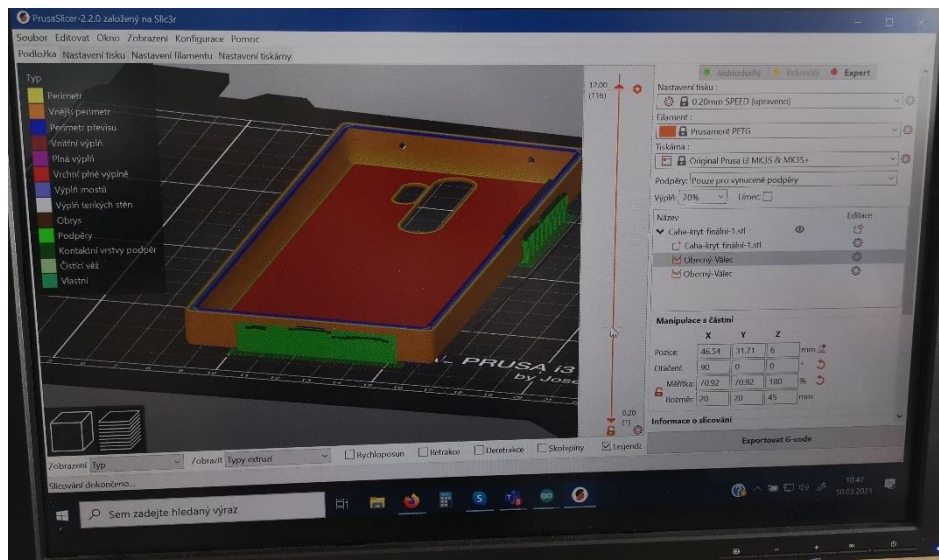 PrusaSlicer-2.2.0 založený na Slic3r
Soubor Editovat Okno Zobrazení Konfigurace Pomoc
Podložka Nastavení tisku Nastavení filamentu Nastavení tiskárny
Typ
Perimetr
Vnější perimetr
Perimetr převisu
Vnitřní výplň
Plná výplň
Vrchní plné výplně
Výplň mostů
Výplň tenkých stěn
Obrys
Podpěry
Kontaktní vrstvy podpěr
Čistící věž
Vlastní
PRUSA i3
by Jose
12.00
(116)
0.20
(1)
Jednoduchý Pokročilý Expert
Nastavení tisku :
0.20mm SPEED (upraveno)
Filament :
Prusament PETG
Tiskárna :
Original Prusa i3 MK3S & MK3S+
Podpěry: Pouze pro vynucené podpěry
Výplň: 20% Límec:
Název Editace
Caha-kryt finální-1.stl
Caha-kryt finální-1.stl
Obecný-Válec
Obecný-Válec
Manipulace s částmi
X Y Z
Pozice: 46.54 31.71 6 mm
Otáčení: 90 0 0 °
Měřítka: 70.92 70.92 180 %
Rozměr: 20 20 45 mm
Informace o slicování
Exportovat G-code
Zobrazení Typ Zobrazit Typy extruzí Rychloposun Retrakce Deretrakce Skořepiny Legenda
Slicování dokončeno...
Sem zadejte hledaný výraz
10:47
10.03.2021